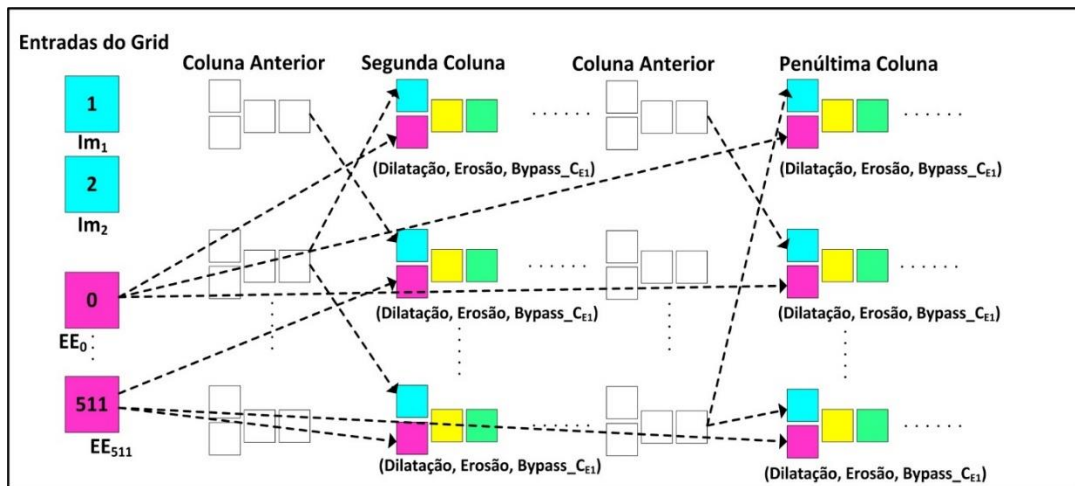 Entradas do Grid
Coluna Anterior
Segunda Coluna
Coluna Anterior
Penúltima Coluna
1
Im1
2
Im2
(Dilatação, Erosão, Bypass_CE1)
(Dilatação, Erosão, Bypass_CE1)
0
EE0
(Dilatação, Erosão, Bypass_CE1)
(Dilatação, Erosão, Bypass_CE1)
511
EE511
(Dilatação, Erosão, Bypass_CE1)
(Dilatação, Erosão, Bypass_CE1)